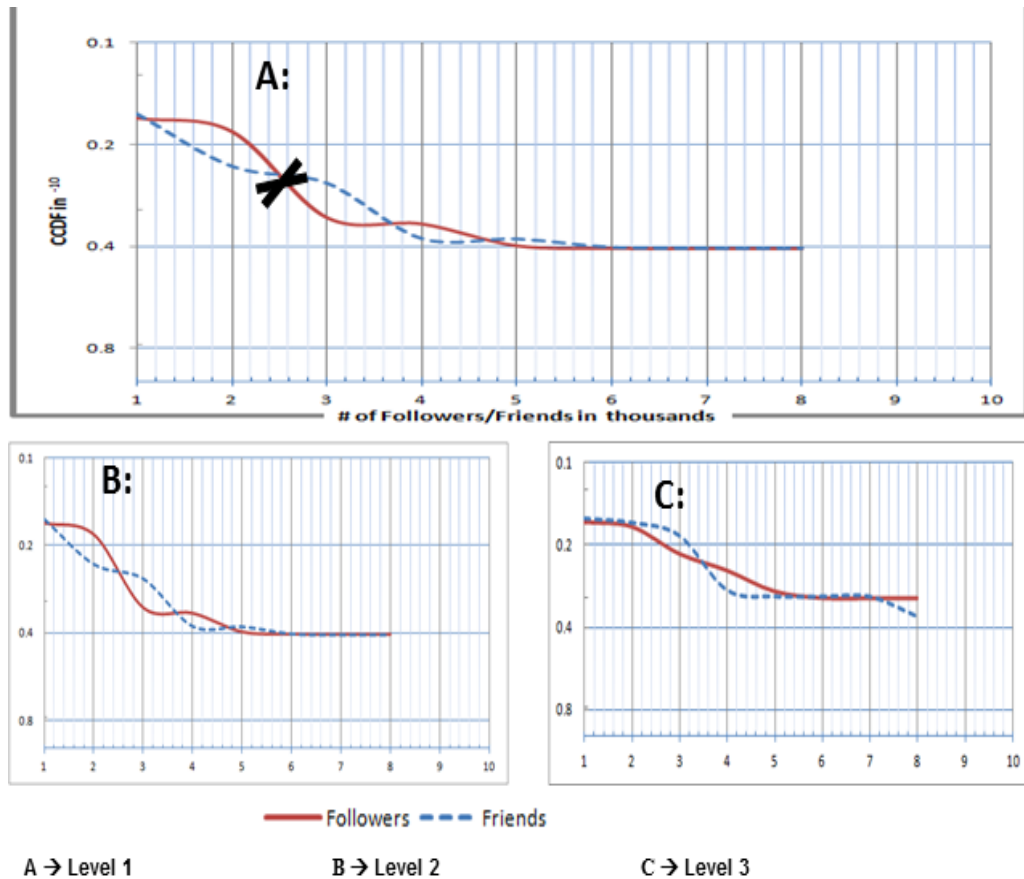 0.1
A:
0.2
CCDF in -10
0.4
0.8
1 2 3 4 5 6 7 8 9 10
# of Followers/Friends in thousands
0.1
B:
0.2
0.4
0.8
1 2 3 4 5 6 7 8 9 10
0.1
C:
0.2
0.4
0.8
1 2 3 4 5 6 7 8 9 10
Followers Friends
A → Level 1 B → Level 2 C → Level 3